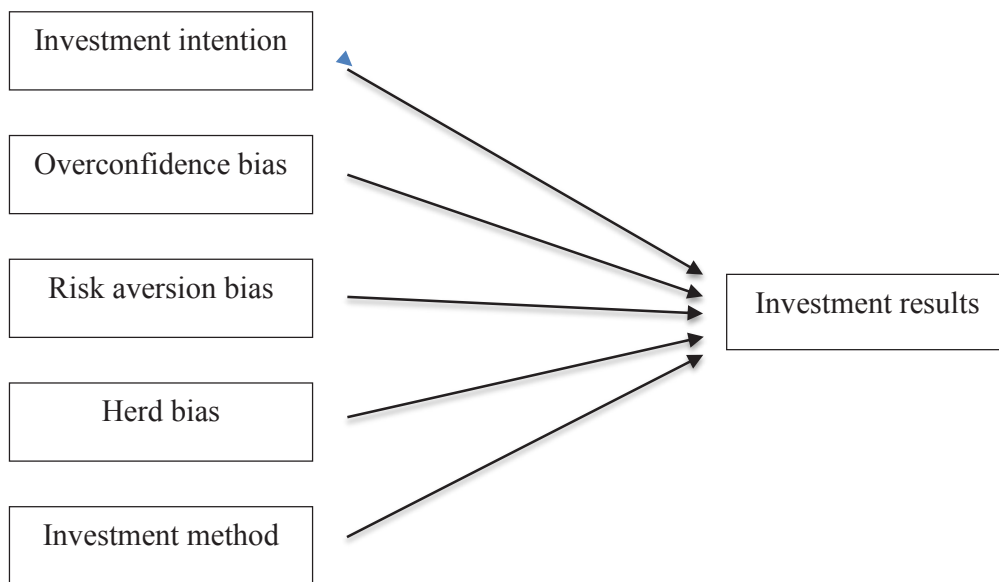 Investment intention
Overconfidence bias
Risk aversion bias
Investment results
Herd bias
Investment method